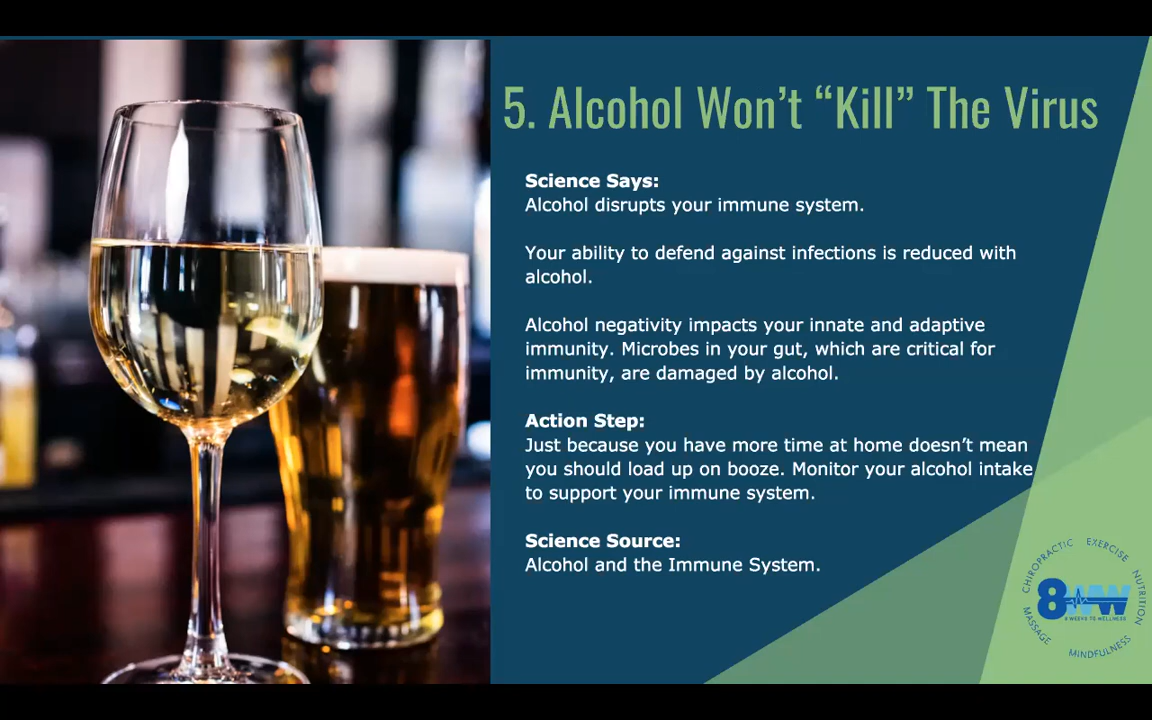 5. Alcohol Won’t “Kill” The Virus
Science Says:
Alcohol disrupts your immune system.
Your ability to defend against infections is reduced with
alcohol.
Alcohol negativity impacts your innate and adaptive
immunity. Microbes in your gut, which are critical for
immunity, are damaged by alcohol.
Action Step:
Just because you have more time at home doesn’t mean
you should load up on booze. Monitor your alcohol intake
to support your immune system.
Science Source:
Alcohol and the Immune System.
CHIROPRACTIC EXERCISE NUTRITION MINDFULNESS MASSAGE
8WW
8 WEEKS TO WELLNESS